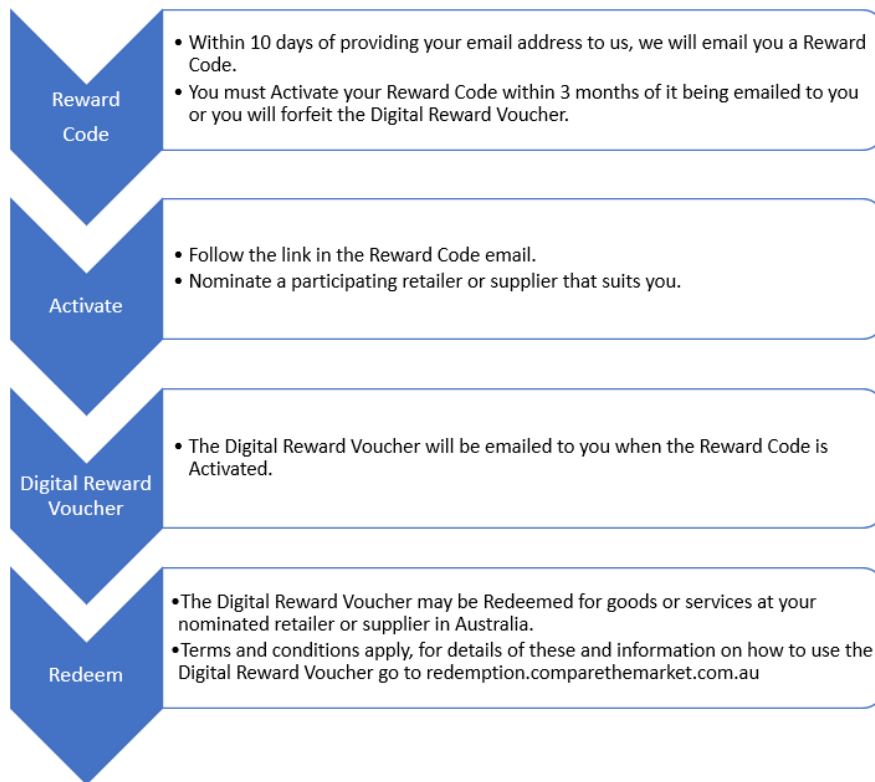 Reward
Code
• Within 10 days of providing your email address to us, we will email you a Reward
Code.
• You must Activate your Reward Code within 3 months of it being emailed to you
or you will forfeit the Digital Reward Voucher.
Activate
• Follow the link in the Reward Code email.
• Nominate a participating retailer or supplier that suits you.
Digital Reward
Voucher
• The Digital Reward Voucher will be emailed to you when the Reward Code is
Activated.
Redeem
•The Digital Reward Voucher may be Redeemed for goods or services at your
nominated retailer or supplier in Australia.
•Terms and conditions apply, for details of these and information on how to use the
Digital Reward Voucher go to redemption.comparethemarket.com.au